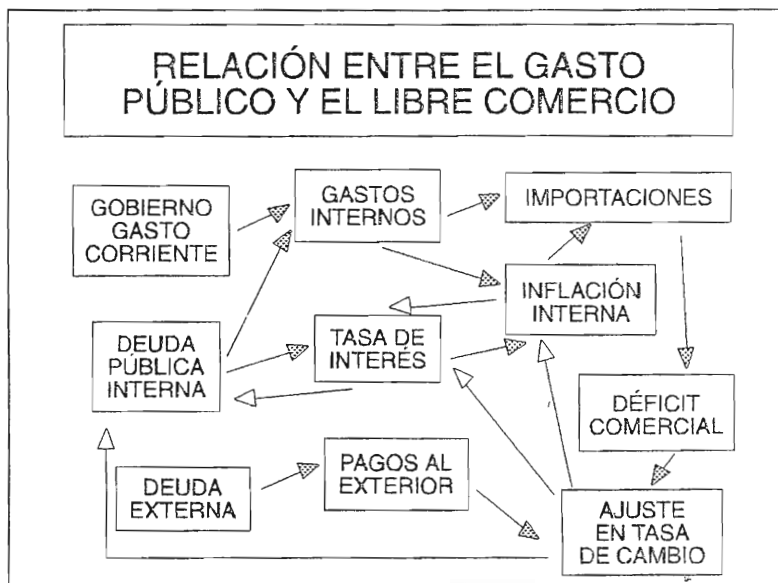 RELACIÓN ENTRE EL GASTO
PÚBLICO Y EL LIBRE COMERCIO
GOBIERNO
GASTO
CORRIENTE
GASTOS
INTERNOS
IMPORTACIONES
INFLACIÓN
INTERNA
DEUDA
PÚBLICA
INTERNA
TASA DE
INTERÉS
DÉFICIT
COMERCIAL
DEUDA
EXTERNA
PAGOS AL
EXTERIOR
AJUSTE
EN TASA
DE CAMBIO